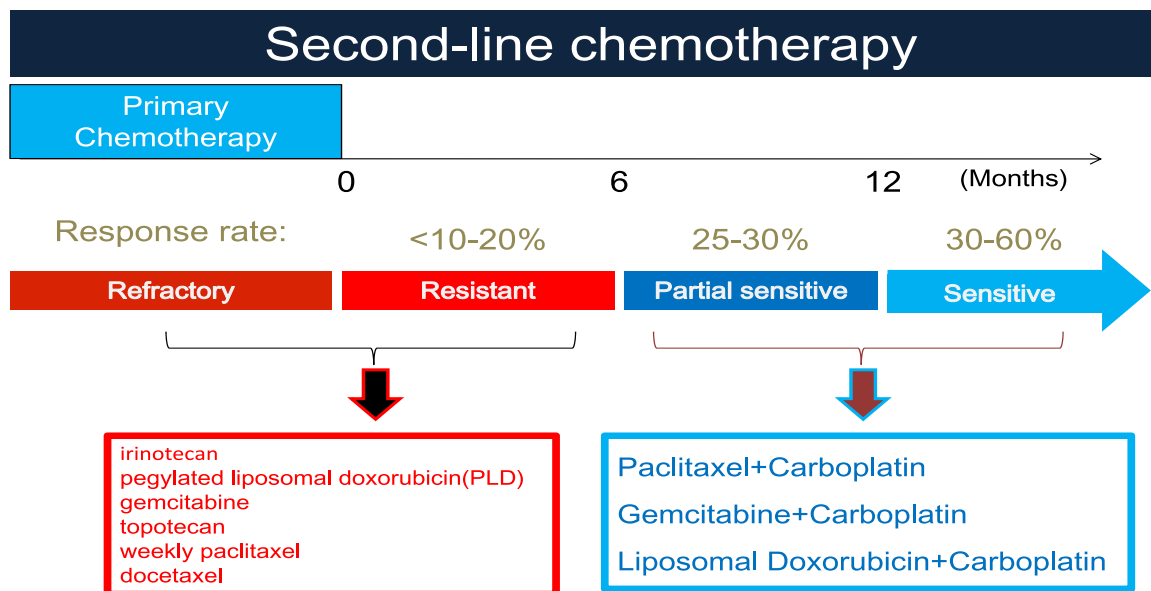 Second-line chemotherapy
Primary
Chemotherapy
0
6
12
(Months)
Response rate:
<10-20%
25-30%
30-60%
Refractory
Resistant
Partial sensitive
Sensitive
irinotecan
pegylated liposomal doxorubicin(PLD)
gemcitabine
topotecan
weekly paclitaxel
docetaxel
Paclitaxel+Carboplatin
Gemcitabine+Carboplatin
Liposomal Doxorubicin+Carboplatin